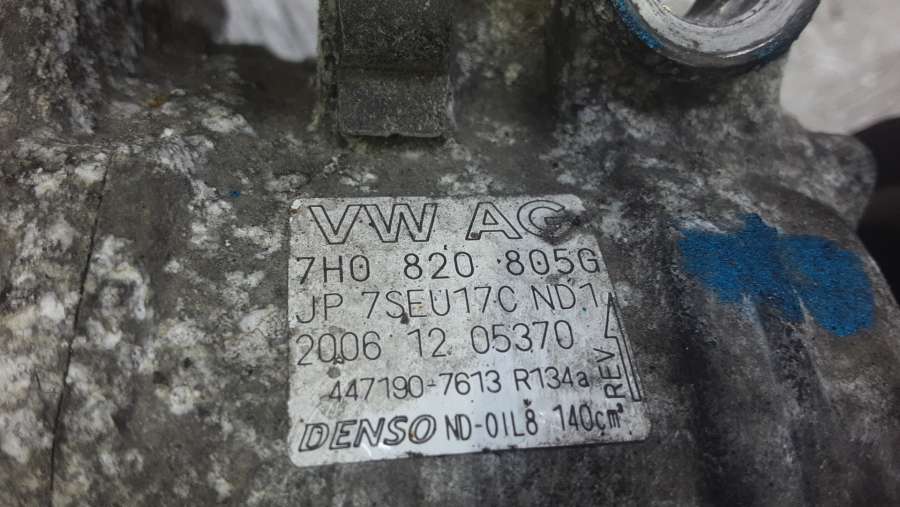 VW AG
7H0 820 805G
JP 7SEU17C ND1
2006 12 05370
447190-7613 R134a
REV
DENSO ND-OIL8 140cm³